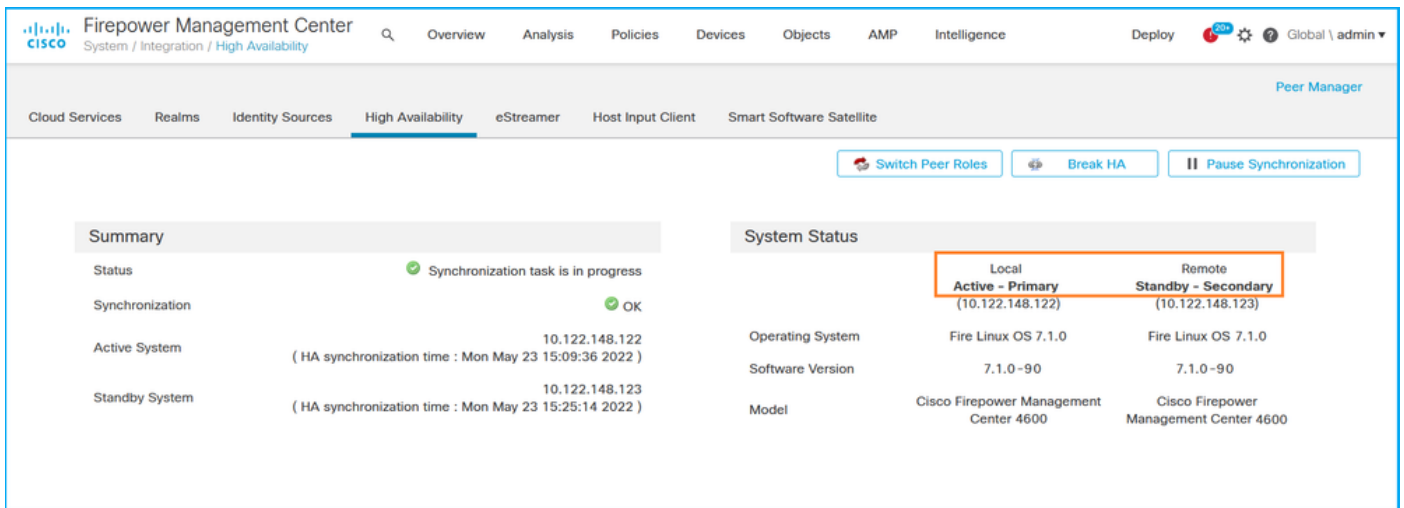 CISCO
Firepower Management Center
System / Integration / High Availability
Overview Analysis Policies Devices Objects AMP Intelligence
Deploy 20+ ? Global \ admin ▾
Peer Manager
Cloud Services Realms Identity Sources High Availability eStreamer Host Input Client Smart Software Satellite
Switch Peer Roles Break HA Pause Synchronization
Summary
Status Synchronization task is in progress
Synchronization OK
Active System 10.122.148.122
( HA synchronization time : Mon May 23 15:09:36 2022 )
Standby System 10.122.148.123
( HA synchronization time : Mon May 23 15:25:14 2022 )
System Status
Local Remote
Active - Primary Standby - Secondary
(10.122.148.122) (10.122.148.123)
Operating System Fire Linux OS 7.1.0 Fire Linux OS 7.1.0
Software Version 7.1.0-90 7.1.0-90
Model Cisco Firepower Management Cisco Firepower
Center 4600 Management Center 4600